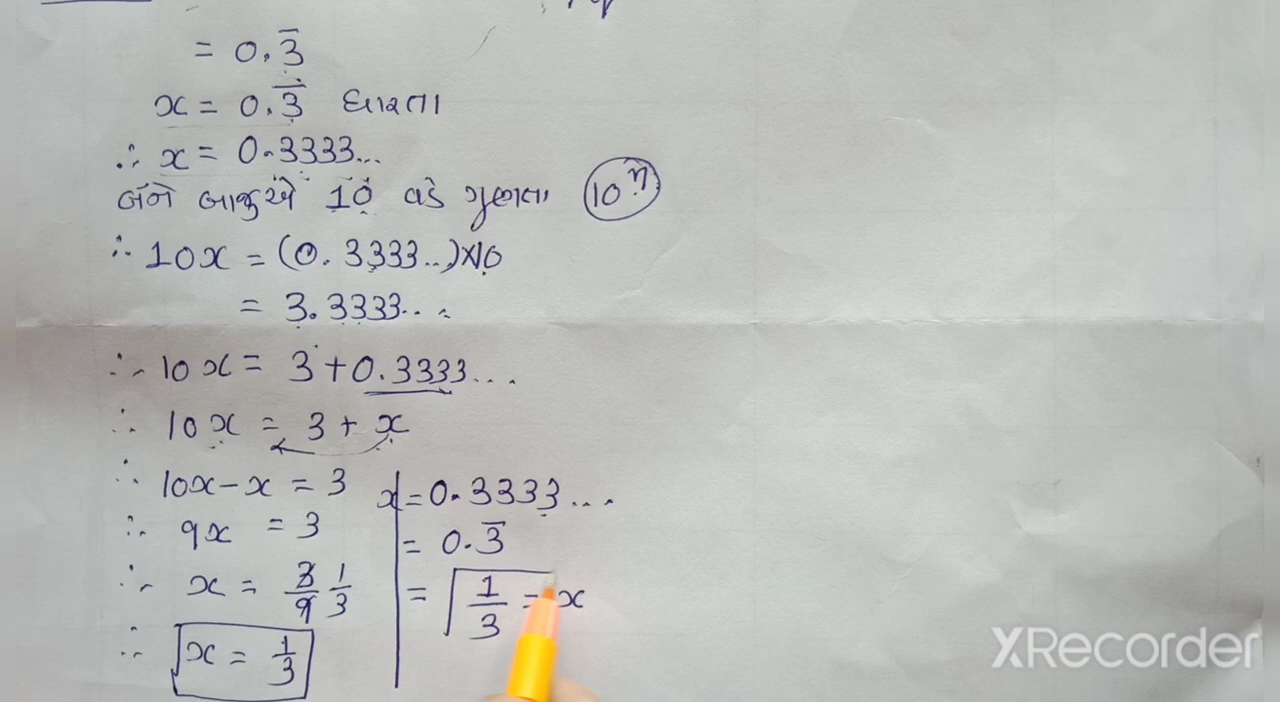 = 0.3̅
x = 0.3̅ ધારતા
∴ x = 0.3333...
બંને બાજુએ 10 વડે ગુણતા 10ⁿ
∴ 10x = (0.3333..)×10
= 3.3333...
∴ 10x = 3+0.3333...
∴ 10x = 3 + x
∴ 10x-x = 3
∴ 9x = 3
∴ x = 3/9 1/3
∴ x = 1/3
x = 0.3333...
= 0.3̅
= 1/3 = x
XRecorder